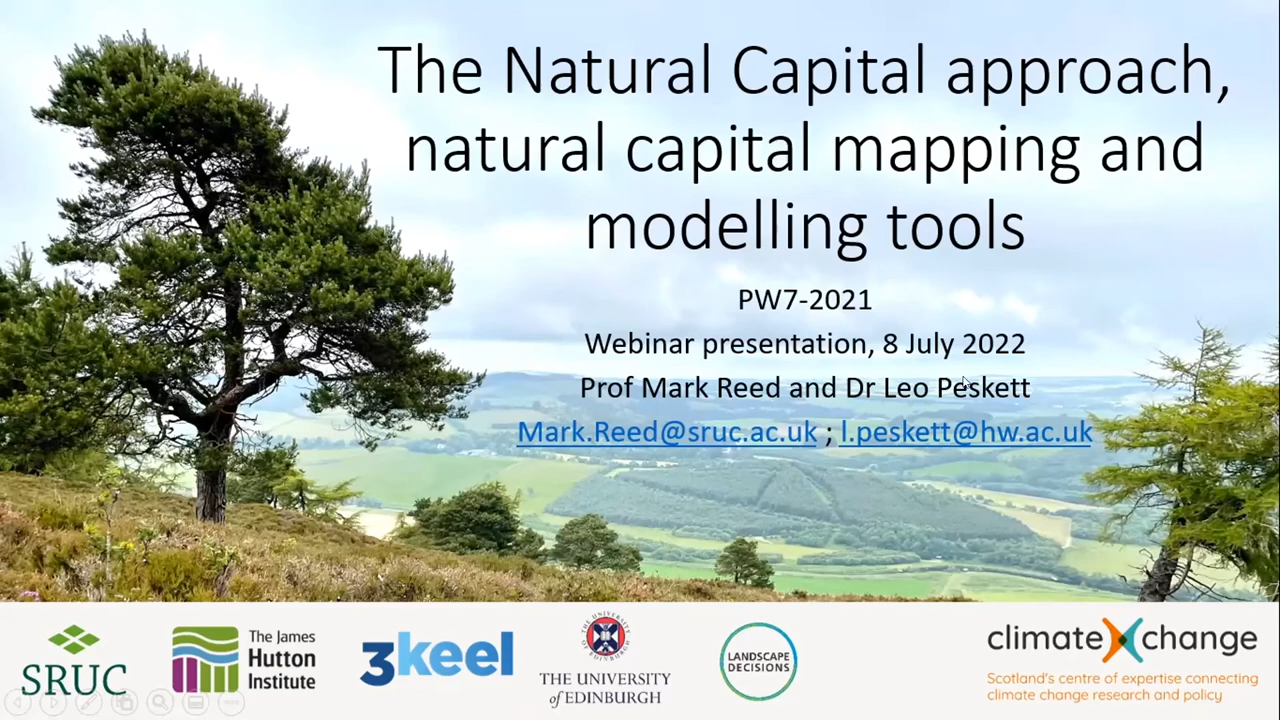 The Natural Capital approach,
natural capital mapping and
modelling tools
PW7-2021
Webinar presentation, 8 July 2022
Prof Mark Reed and Dr Leo Peskett
Mark.Reed@sruc.ac.uk ; l.peskett@hw.ac.uk
SRUC
The James
Hutton
Institute
3keel
THE UNIVERSITY
of EDINBURGH
LANDSCAPE
DECISIONS
climateXchange
Scotland's centre of expertise connecting
climate change research and policy